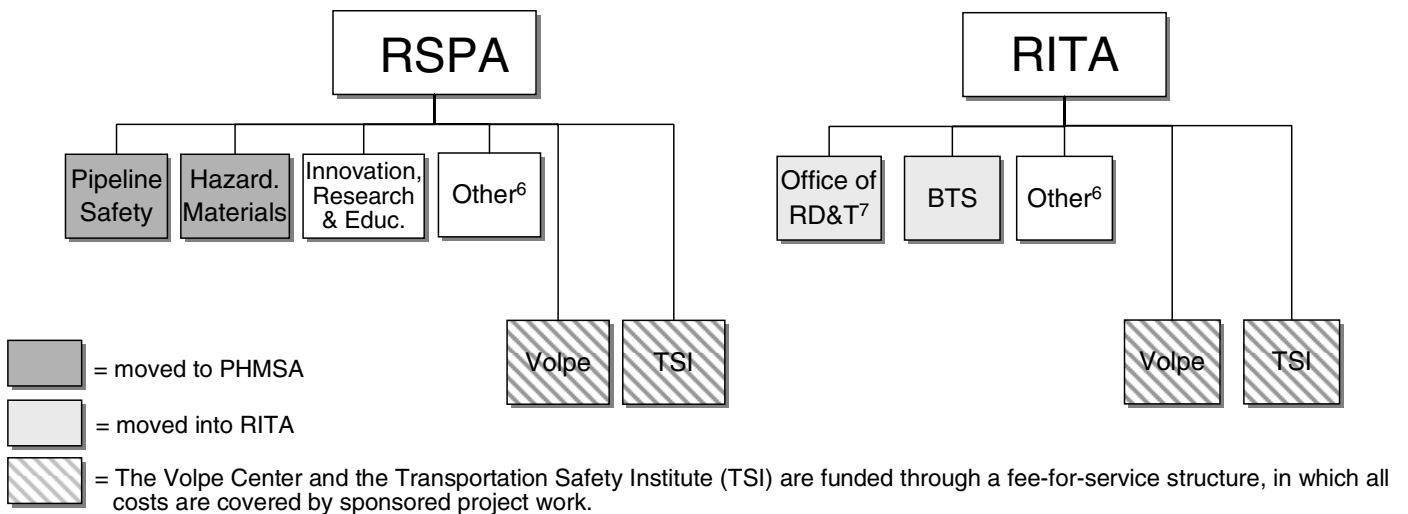 RSPA
RITA
Pipeline
Safety
Hazard.
Materials
Innovation,
Research
& Educ.
Other⁶
Office of
RD&T⁷
BTS
Other⁶
Volpe
TSI
Volpe
TSI
= moved to PHMSA
= moved into RITA
= The Volpe Center and the Transportation Safety Institute (TSI) are funded through a fee-for-service structure, in which all
costs are covered by sponsored project work.